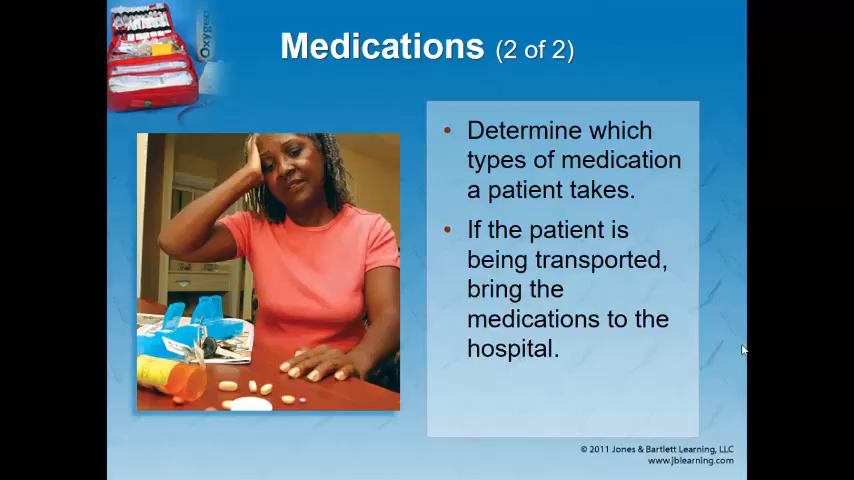 Oxygen
Medications (2 of 2)
• Determine which
types of medication
a patient takes.
• If the patient is
being transported,
bring the
medications to the
hospital.
© 2011 Jones & Bartlett Learning, LLC
www.jblearning.com